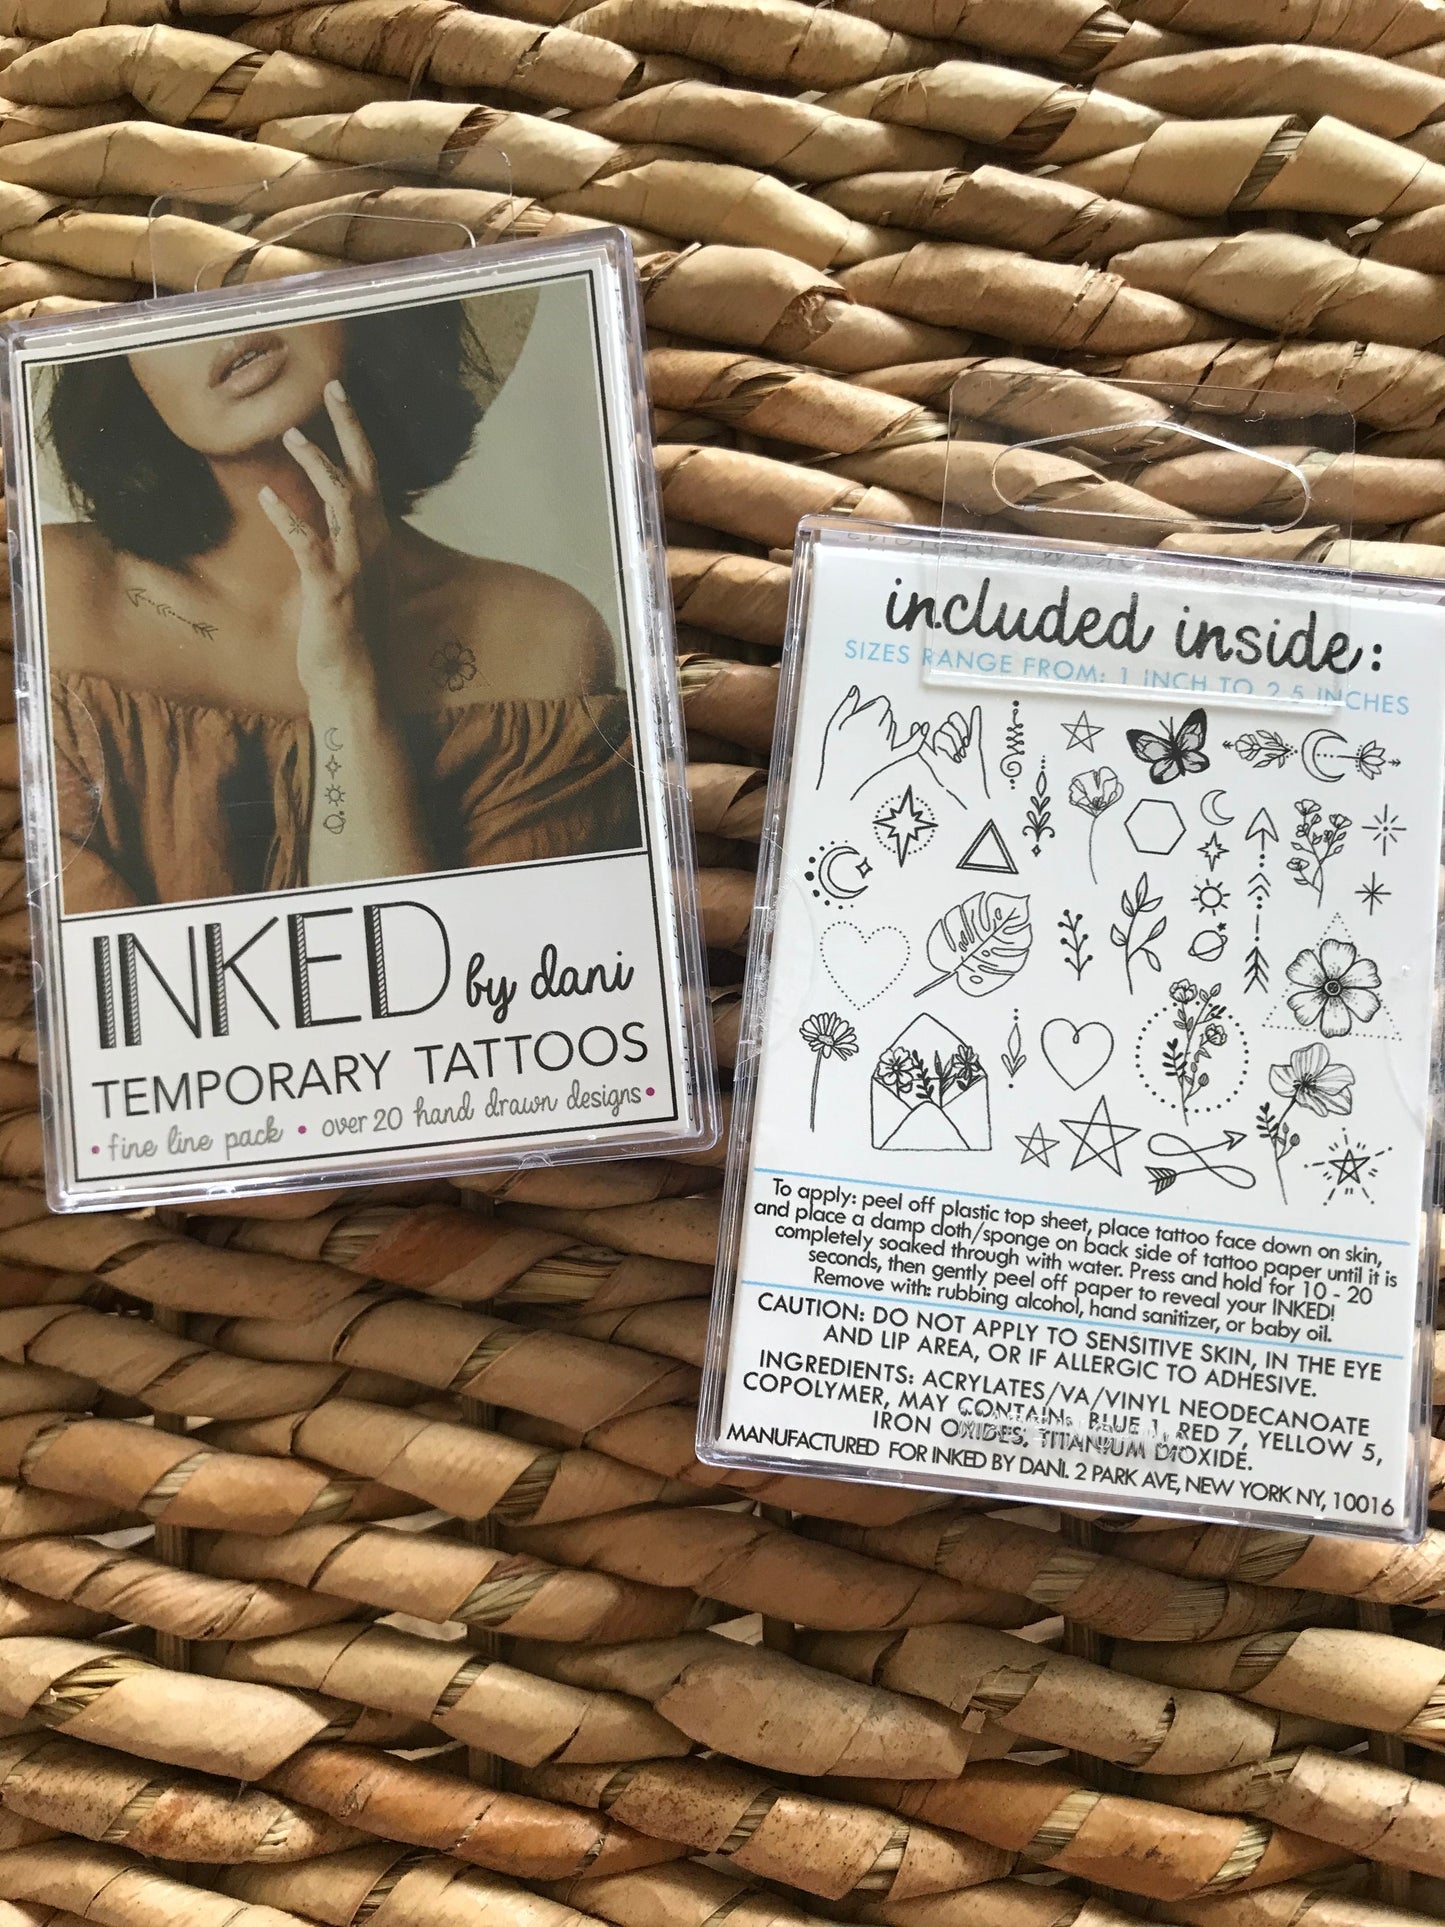 INKED by dani
TEMPORARY TATTOOS
• fine line pack • over 20 hand drawn designs •
included inside:
SIZES RANGE FROM: 1 INCH TO 2.5 INCHES
To apply: peel off plastic top sheet, place tattoo face down on skin,
and place a damp cloth/sponge on back side of tattoo paper until it is
completely soaked through with water. Press and hold for 10 - 20
seconds, then gently peel off paper to reveal your INKED!
Remove with: rubbing alcohol, hand sanitizer, or baby oil.
CAUTION: DO NOT APPLY TO SENSITIVE SKIN, IN THE EYE
AND LIP AREA, OR IF ALLERGIC TO ADHESIVE.
INGREDIENTS: ACRYLATES/VA/VINYL NEODECANOATE
COPOLYMER, MAY CONTAIN: BLUE 1, RED 7, YELLOW 5,
IRON OXIDES, TITANIUM DIOXIDE.
MANUFACTURED FOR INKED BY DANI. 2 PARK AVE, NEW YORK NY, 10016